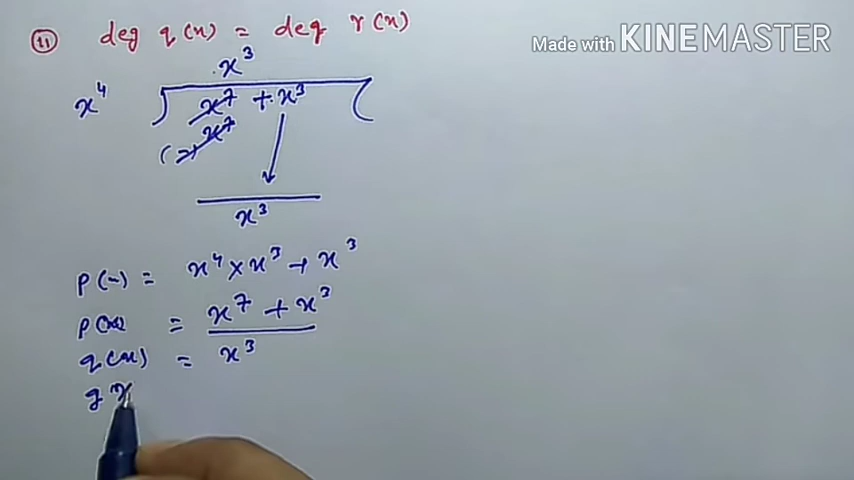 (ii) deg q(x) = deg r(x)
Made with KINEMASTER
x³
x⁴ ) x⁷ + x³ (
(-) x⁷
x³
p(x) = x⁴ × x³ + x³
p(x) = x⁷ + x³
q(x) = x³
g x